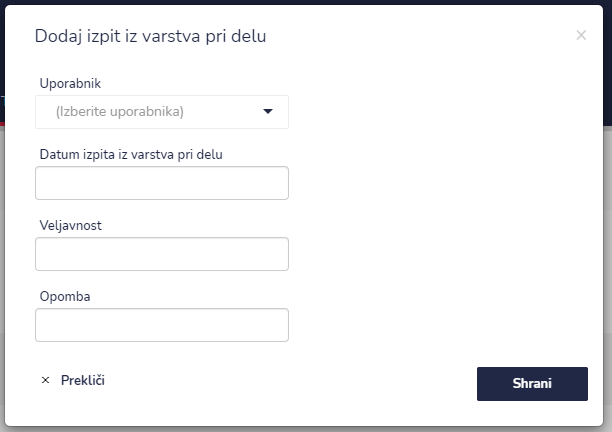 Dodaj izpit iz varstva pri delu
Uporabnik
(Izberite uporabnika)
Datum izpita iz varstva pri delu
Veljavnost
Opomba
Prekliči
Shrani